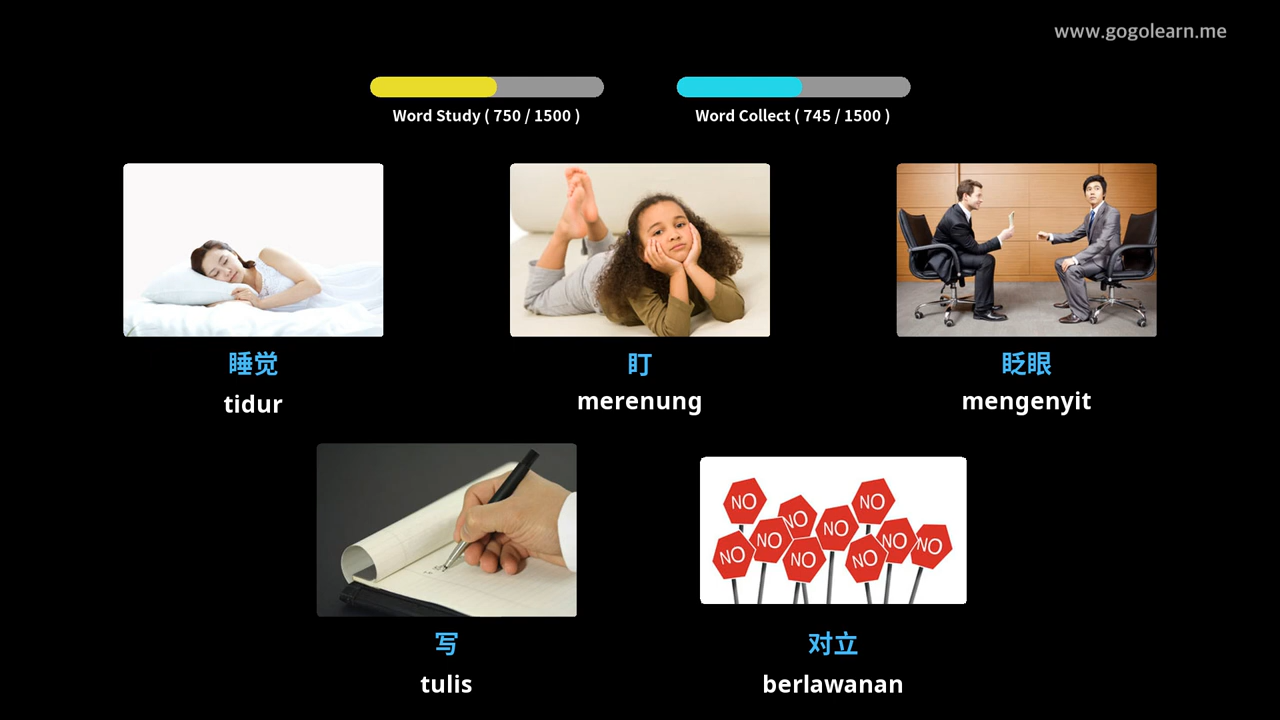 www.gogolearn.me
Word Study ( 750 / 1500 )
Word Collect ( 745 / 1500 )
睡觉
tidur
盯
merenung
眨眼
mengenyit
NO
NO
NO
NO
NO
NO
NO
NO
NO
NO
写
tulis
对立
berlawanan